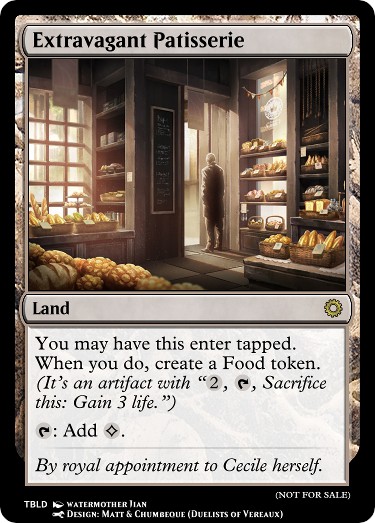 Extravagant Patisserie
Land
You may have this enter tapped.
When you do, create a Food token.
(It's an artifact with “2, T, Sacrifice
this: Gain 3 life.”)
T: Add C.
By royal appointment to Cecile herself.
(NOT FOR SALE)
TBLD WATERMOTHER JIAN
DESIGN: MATT & CHUMBEOUE (DUELISTS OF VEREAUX)